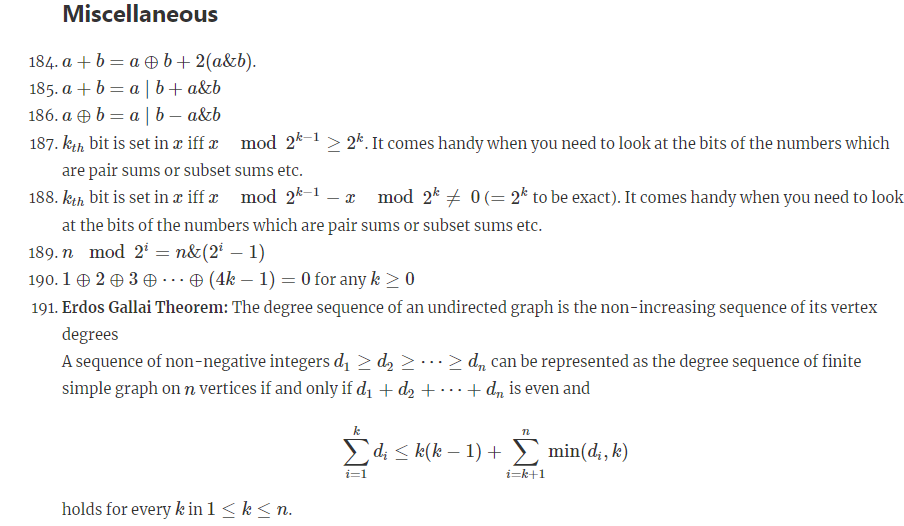 Miscellaneous
184. a + b = a ⊕ b + 2(a&b).
185. a + b = a | b + a&b
186. a ⊕ b = a | b − a&b
187. k_{th} bit is set in x iff x mod 2^{k−1} ≥ 2^k. It comes handy when you need to look at the bits of the numbers which
are pair sums or subset sums etc.
188. k_{th} bit is set in x iff x mod 2^{k−1} − x mod 2^k ≠ 0 (= 2^k to be exact). It comes handy when you need to look
at the bits of the numbers which are pair sums or subset sums etc.
189. n mod 2^i = n&(2^i − 1)
190. 1 ⊕ 2 ⊕ 3 ⊕ ⋯ ⊕ (4k − 1) = 0 for any k ≥ 0
191. Erdos Gallai Theorem: The degree sequence of an undirected graph is the non-increasing sequence of its vertex
degrees
A sequence of non-negative integers d_1 ≥ d_2 ≥ ⋯ ≥ d_n can be represented as the degree sequence of finite
simple graph on n vertices if and only if d_1 + d_2 + ⋯ + d_n is even and
∑_{i=1}^{k} d_i ≤ k(k − 1) + ∑_{i=k+1}^{n} min(d_i, k)
holds for every k in 1 ≤ k ≤ n.